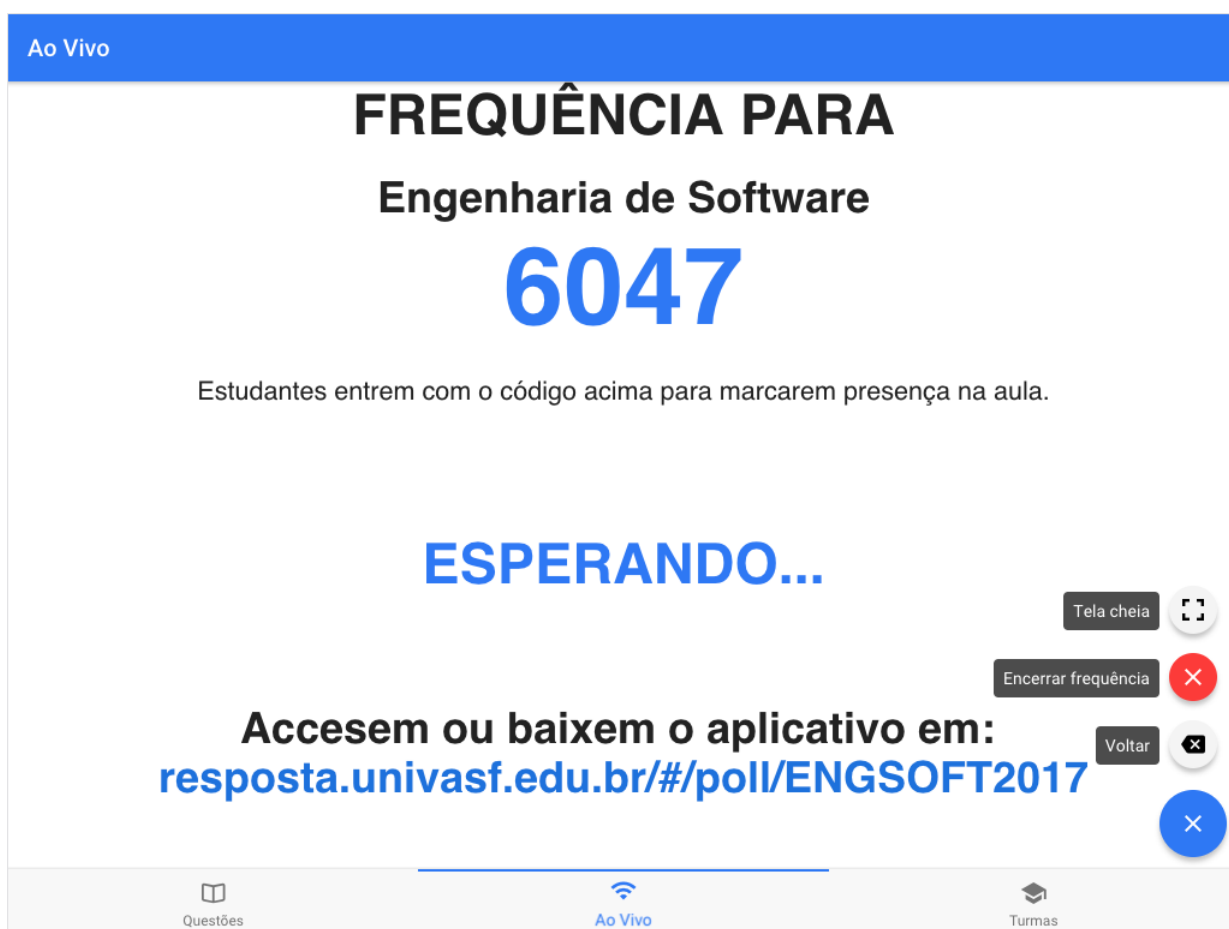 Ao Vivo
FREQUÊNCIA PARA
Engenharia de Software
6047
Estudantes entrem com o código acima para marcarem presença na aula.
ESPERANDO...
Tela cheia
Encerrar frequência
Accesem ou baixem o aplicativo em:
Voltar
resposta.univasf.edu.br/#/poll/ENGSOFT2017
Questões
Ao Vivo
Turmas